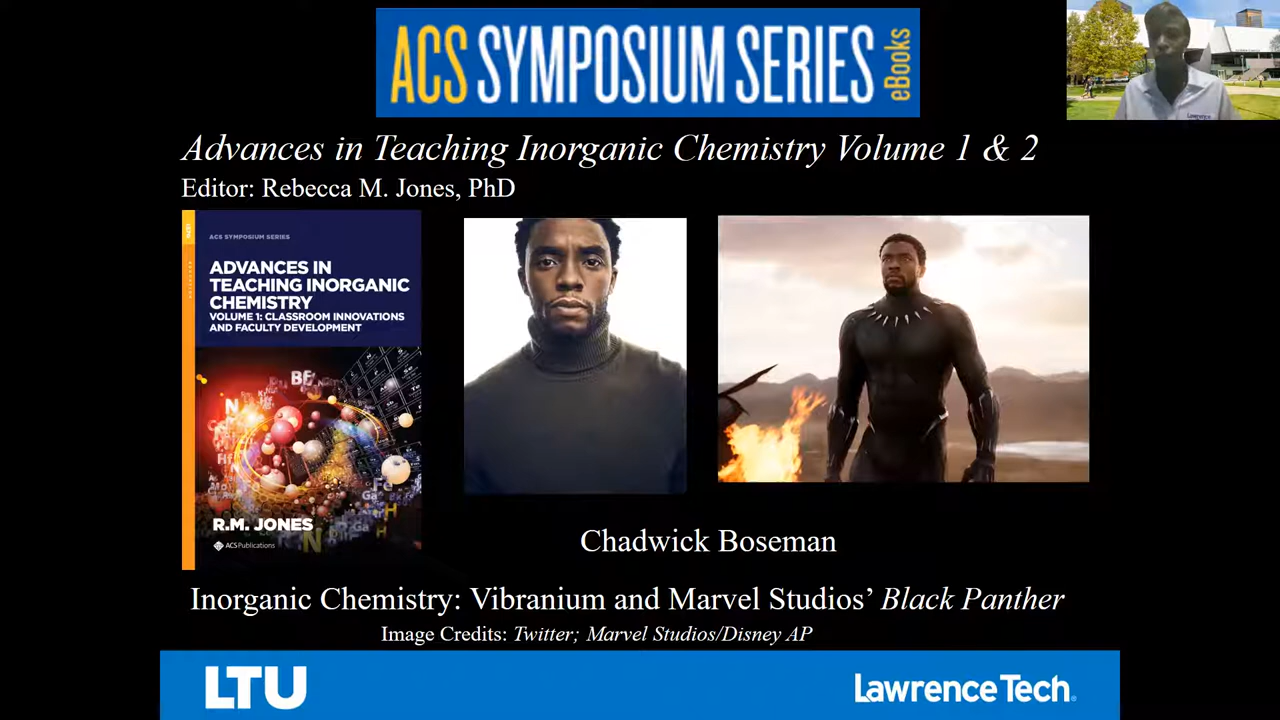 ACS SYMPOSIUM SERIES eBooks
Advances in Teaching Inorganic Chemistry Volume 1 & 2
Editor: Rebecca M. Jones, PhD
ACS SYMPOSIUM SERIES
ADVANCES IN
TEACHING INORGANIC
CHEMISTRY
VOLUME 1: CLASSROOM INNOVATIONS
AND FACULTY DEVELOPMENT
R.M. JONES
ACS Publications
Chadwick Boseman
Inorganic Chemistry: Vibranium and Marvel Studios’ Black Panther
Image Credits: Twitter; Marvel Studios/Disney AP
LTU
Lawrence Tech
Lawrence